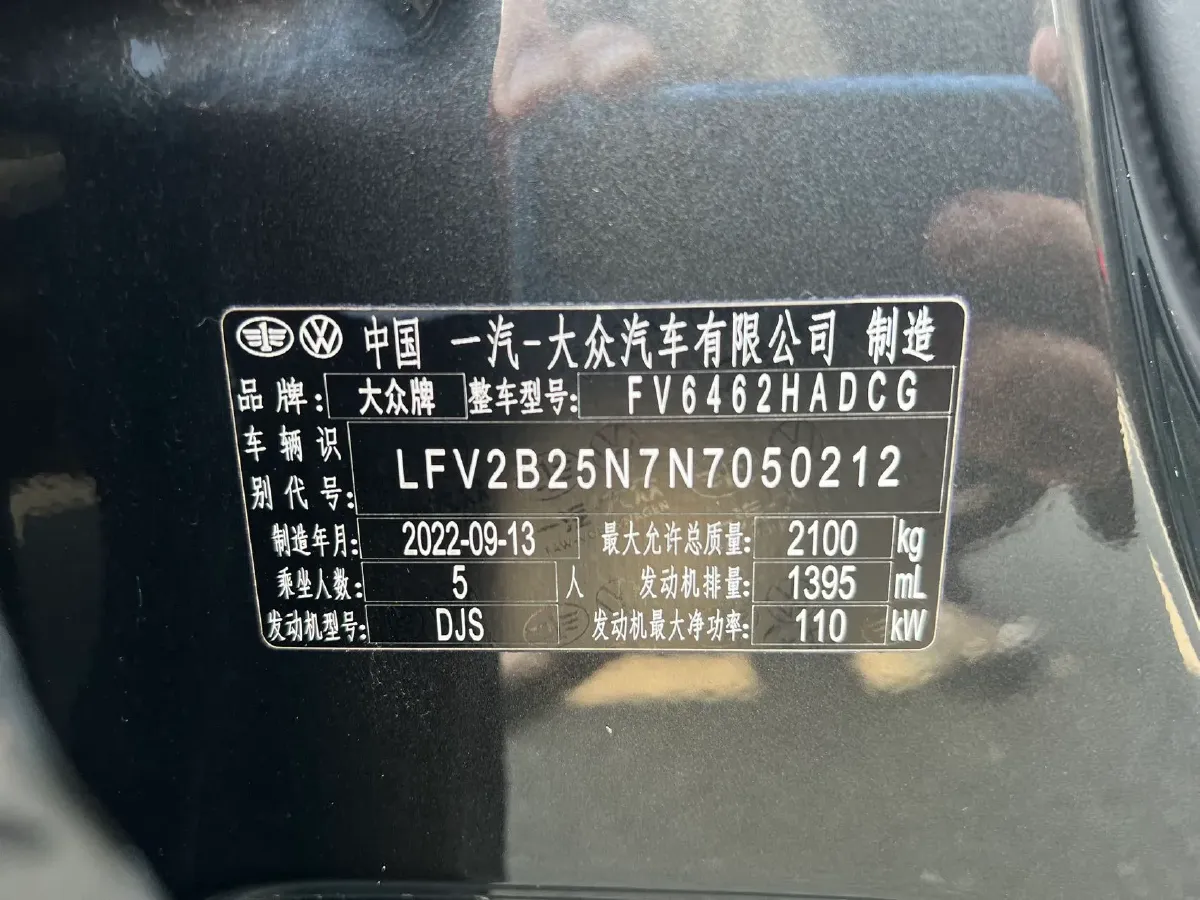 中国 一汽-大众汽车有限公司 制造
品牌: 大众牌 整车型号: FV6462HADCG
车辆识别代号: LFV2B25N7N7050212
制造年月: 2022-09-13 最大允许总质量: 2100 kg
乘坐人数: 5 人 发动机排量: 1395 mL
发动机型号: DJS 发动机最大净功率: 110 kW